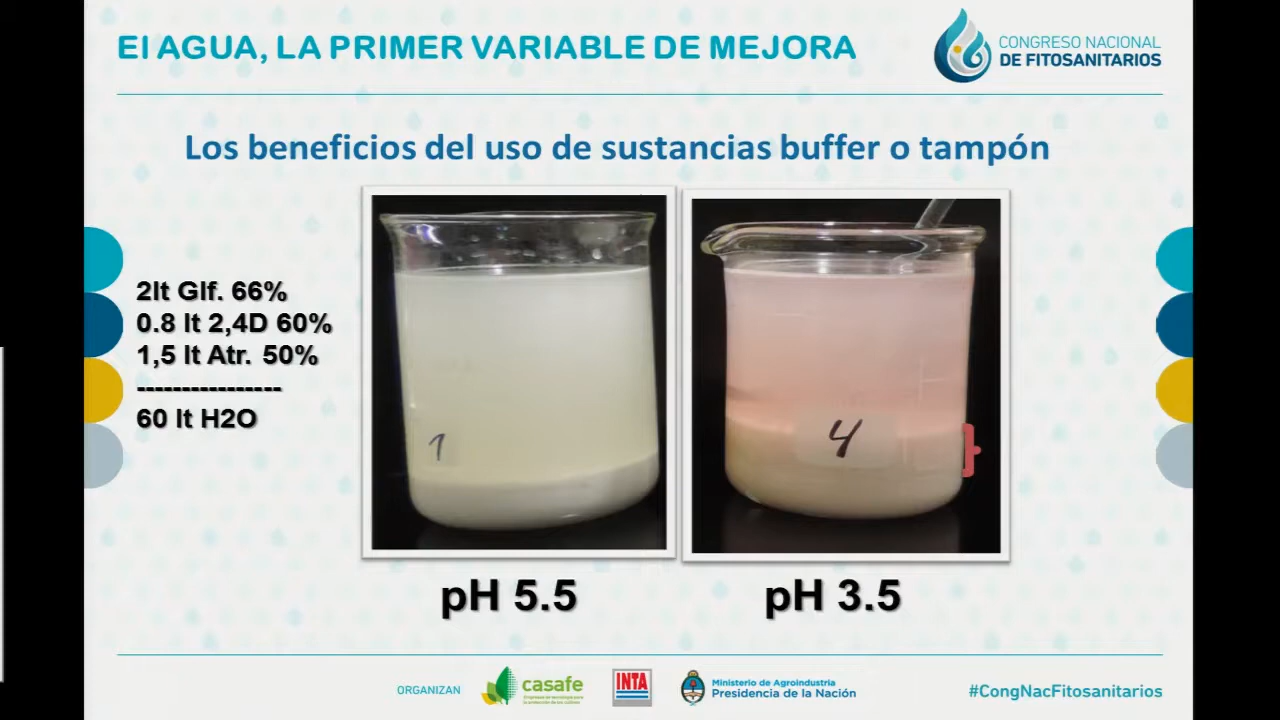 El AGUA, LA PRIMER VARIABLE DE MEJORA
CONGRESO NACIONAL
DE FITOSANITARIOS
Los beneficios del uso de sustancias buffer o tampón
2lt Glf. 66%
0.8 lt 2,4D 60%
1,5 lt Atr. 50%
----------------
60 lt H2O
1
4
}
pH 5.5
pH 3.5
ORGANIZAN
casafe
INTA
Ministerio de Agroindustria
Presidencia de la Nación
#CongNacFitosanitarios